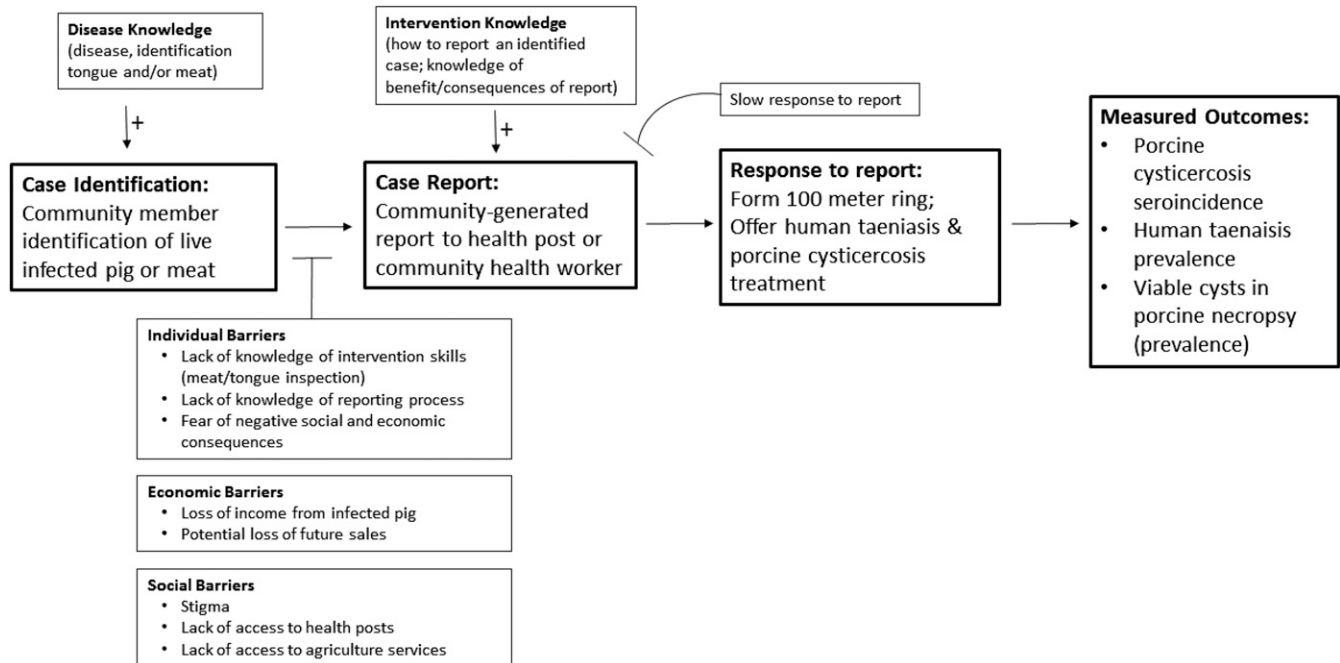 Disease Knowledge
(disease, identification
tongue and/or meat)
+
Intervention Knowledge
(how to report an identified
case; knowledge of
benefit/consequences of report)
+
Slow response to report
Case Identification:
Community member
identification of live
infected pig or meat
Case Report:
Community-generated
report to health post or
community health worker
Response to report:
Form 100 meter ring;
Offer human taeniasis &
porcine cysticercosis
treatment
Measured Outcomes:
• Porcine
cysticercosis
seroincidence
• Human taenaisis
prevalence
• Viable cysts in
porcine necropsy
(prevalence)
Individual Barriers
• Lack of knowledge of intervention skills
(meat/tongue inspection)
• Lack of knowledge of reporting process
• Fear of negative social and economic
consequences
Economic Barriers
• Loss of income from infected pig
• Potential loss of future sales
Social Barriers
• Stigma
• Lack of access to health posts
• Lack of access to agriculture services